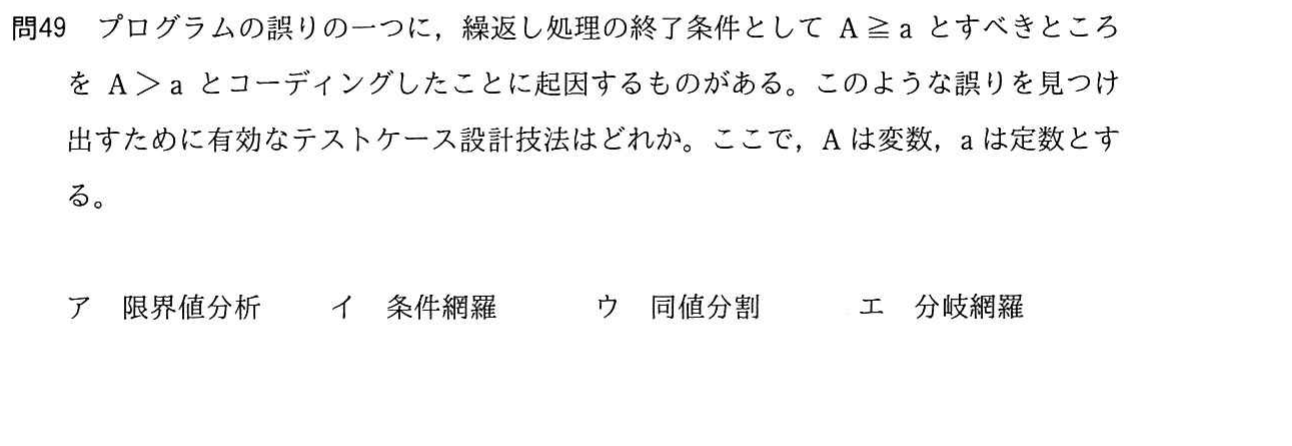 問49 プログラムの誤りの一つに，繰返し処理の終了条件として A≧a とすべきところ
を A＞a とコーディングしたことに起因するものがある。このような誤りを見つけ
出すために有効なテストケース設計技法はどれか。ここで，A は変数，a は定数とす
る。
ア 限界値分析 イ 条件網羅 ウ 同値分割 エ 分岐網羅